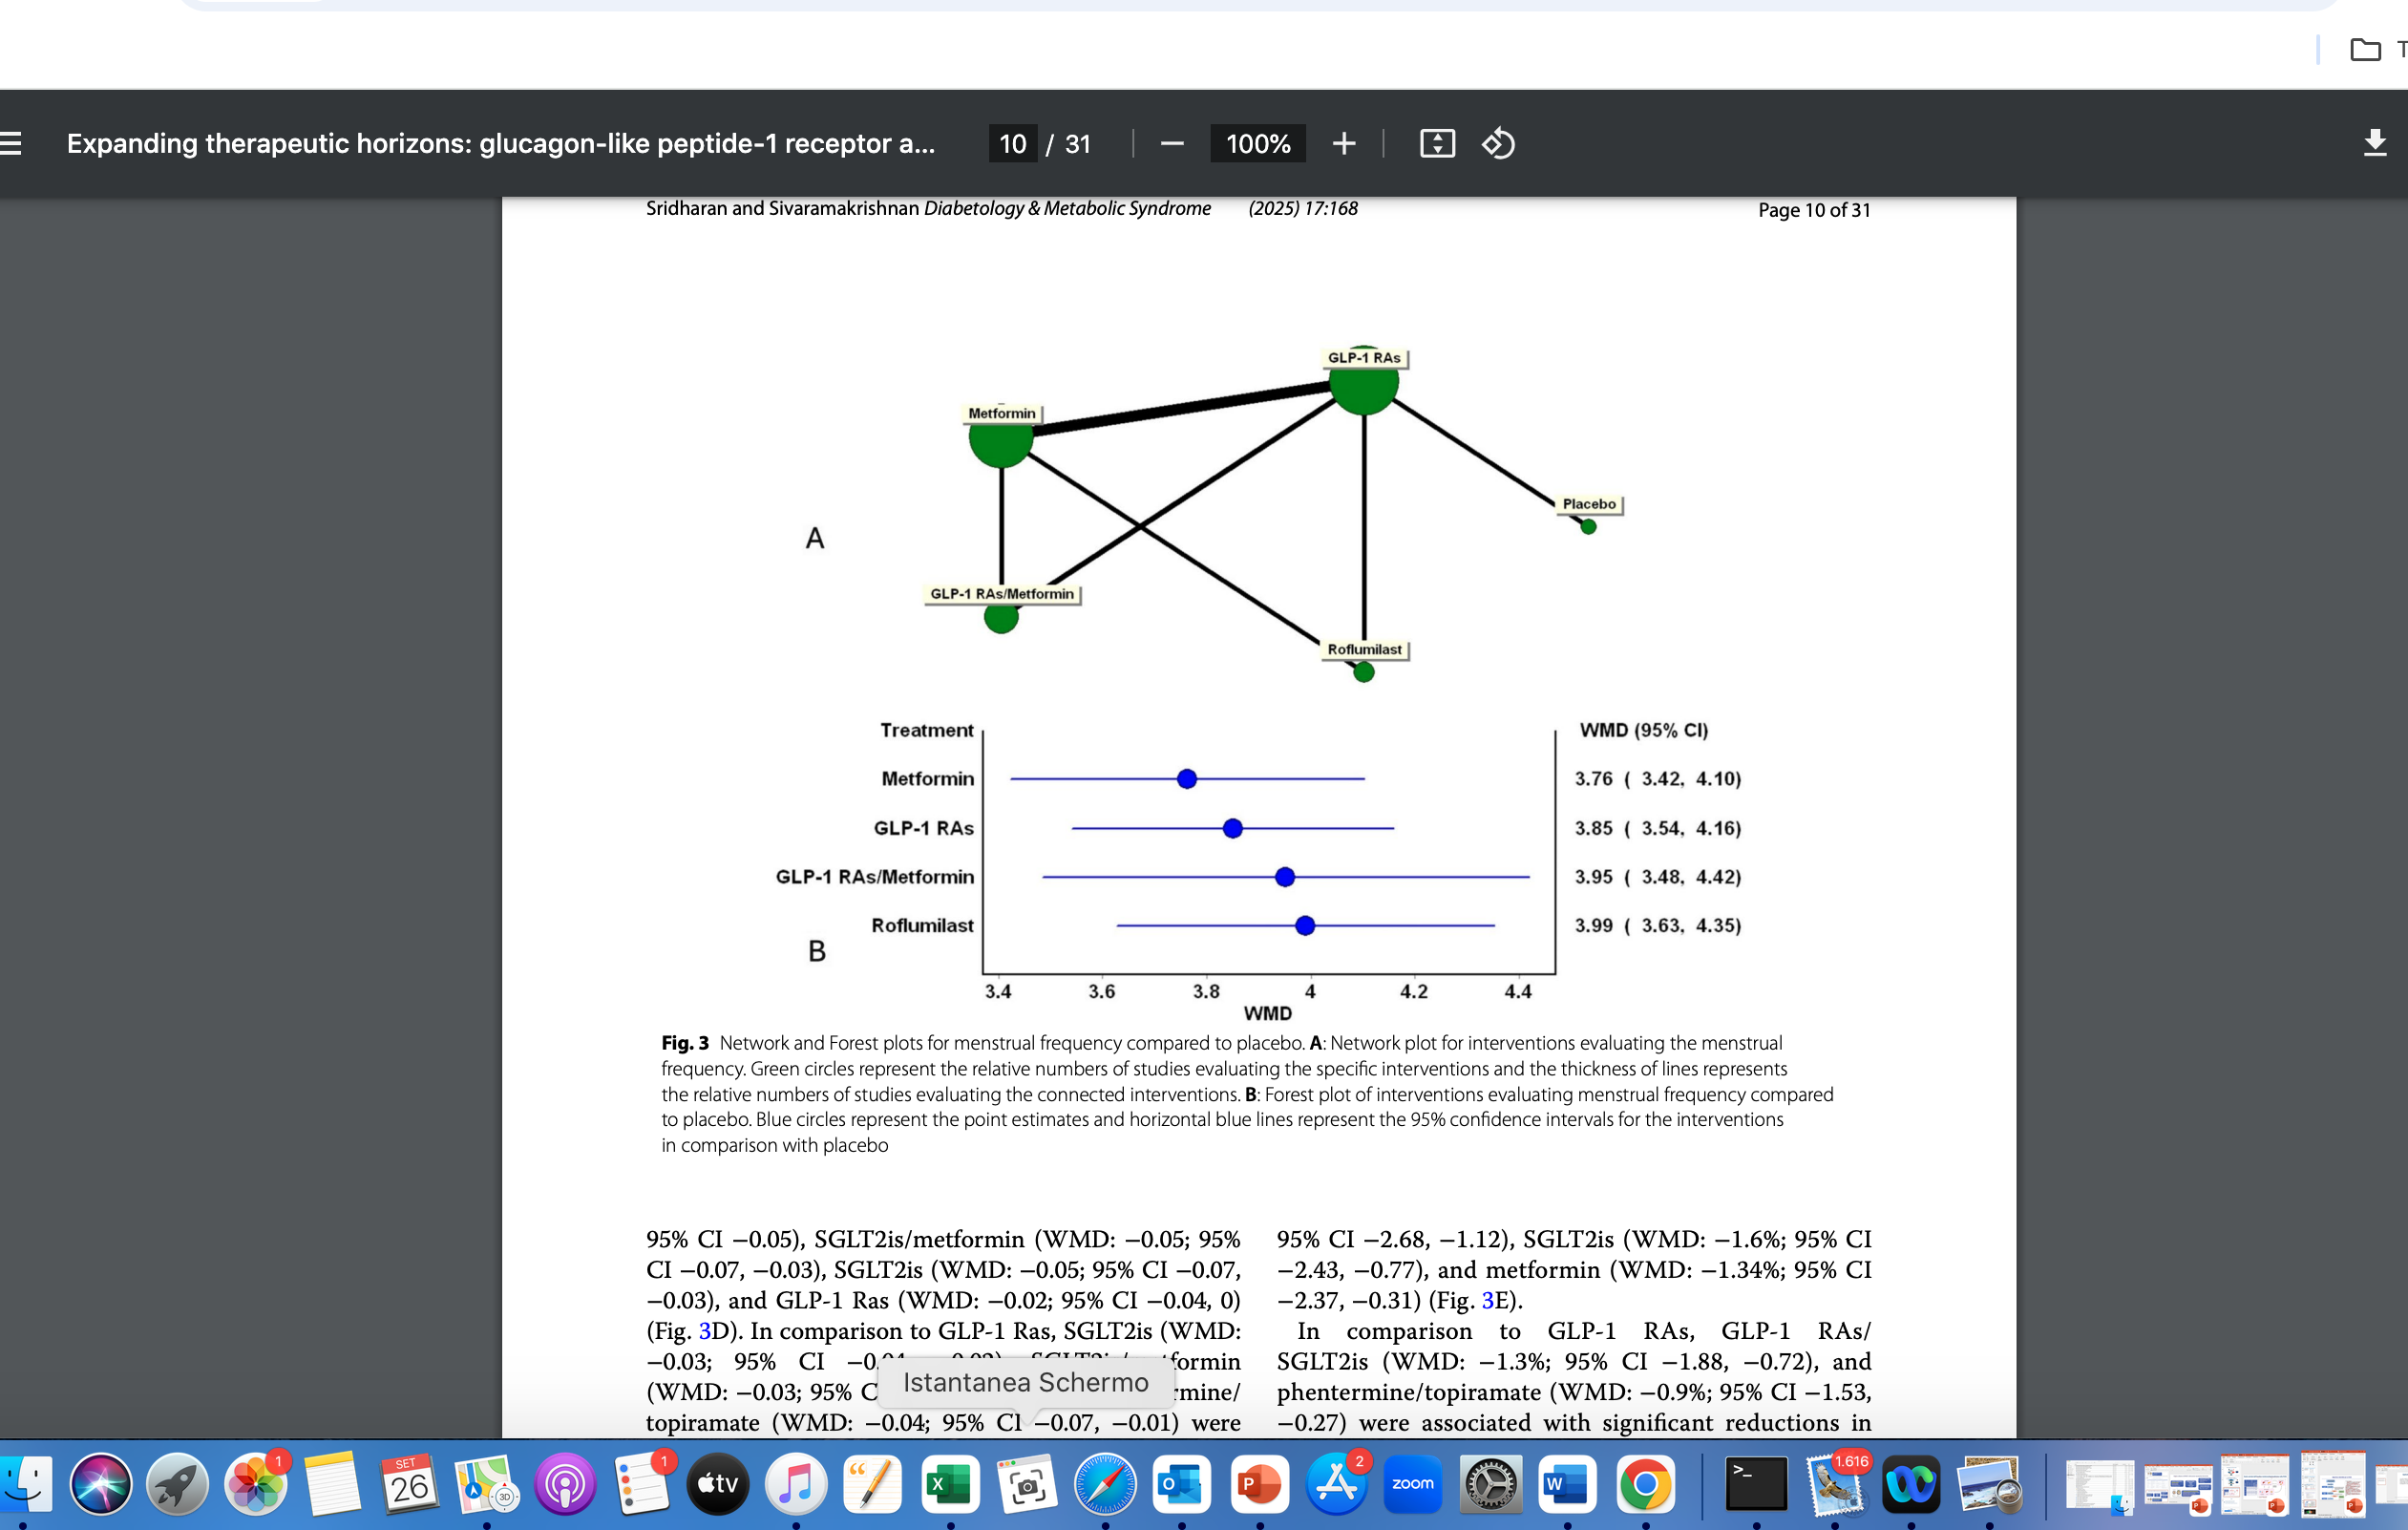 T
Expanding therapeutic horizons: glucagon-like peptide-1 receptor a...
10 / 31
100%
Sridharan and Sivaramakrishnan Diabetology & Metabolic Syndrome (2025) 17:168
Page 10 of 31
GLP-1 RAs
Metformin
Placebo
A
GLP-1 RAs/Metformin
Roflumilast
Treatment WMD (95% CI)
Metformin 3.76 ( 3.42, 4.10)
GLP-1 RAs 3.85 ( 3.54, 4.16)
GLP-1 RAs/Metformin 3.95 ( 3.48, 4.42)
Roflumilast 3.99 ( 3.63, 4.35)
B
3.4 3.6 3.8 4 4.2 4.4
WMD
Fig. 3 Network and Forest plots for menstrual frequency compared to placebo. A: Network plot for interventions evaluating the menstrual
frequency. Green circles represent the relative numbers of studies evaluating the specific interventions and the thickness of lines represents
the relative numbers of studies evaluating the connected interventions. B: Forest plot of interventions evaluating menstrual frequency compared
to placebo. Blue circles represent the point estimates and horizontal blue lines represent the 95% confidence intervals for the interventions
in comparison with placebo
95% CI −0.05), SGLT2is/metformin (WMD: −0.05; 95%
CI −0.07, −0.03), SGLT2is (WMD: −0.05; 95% CI −0.07,
−0.03), and GLP-1 Ras (WMD: −0.02; 95% CI −0.04, 0)
(Fig. 3D). In comparison to GLP-1 Ras, SGLT2is (WMD:
−0.03; 95% CI
(WMD: −0.03; 95%
topiramate (WMD: −0.04; 95% CI −0.07, −0.01) were
95% CI −2.68, −1.12), SGLT2is (WMD: −1.6%; 95% CI
−2.43, −0.77), and metformin (WMD: −1.34%; 95% CI
−2.37, −0.31) (Fig. 3E).
In comparison to GLP-1 RAs, GLP-1 RAs/
SGLT2is (WMD: −1.3%; 95% CI −1.88, −0.72), and
phentermine/topiramate (WMD: −0.9%; 95% CI −1.53,
−0.27) were associated with significant reductions in
Istantanea Schermo
1
SET
26
3D
1
tv
X
O
P
2
zoom
W
>_
1.616